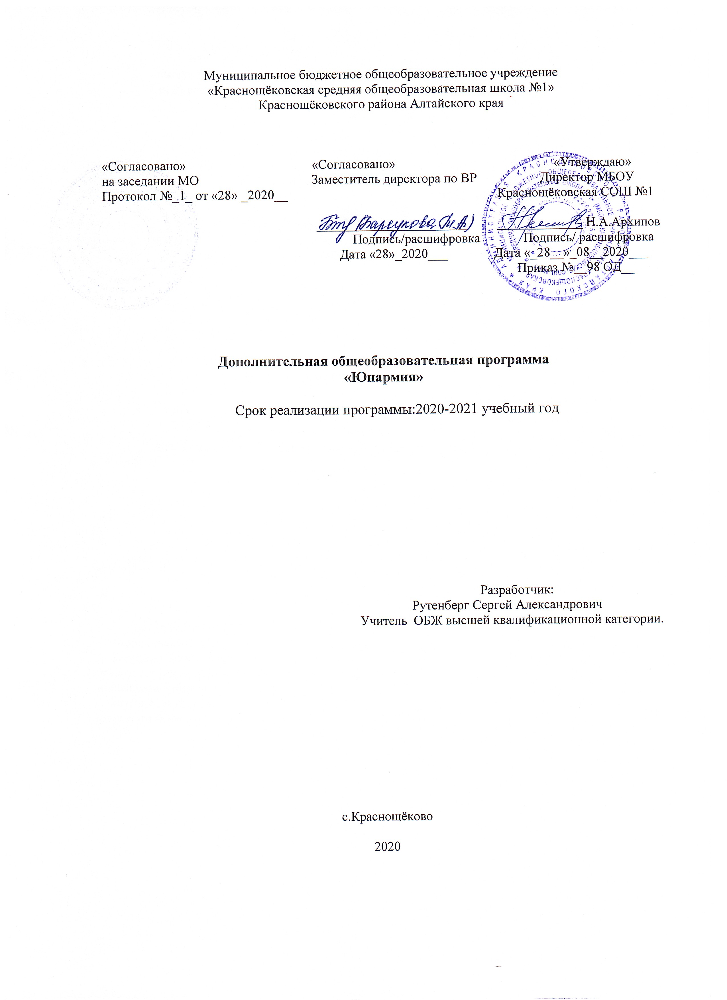 Муниципальное бюджетное общеобразовательное учреждение
«Краснощёковская средняя общеобразовательная школа №1»
Краснощёковского района Алтайского края
«Согласовано»
на заседании МО
Протокол №_1_ от «28» _2020__
«Согласовано»
Заместитель директора по ВР
(Барсукова Н.А.)
Подпись/расшифровка
Дата «28»_2020___
«Утверждаю»
Директор МБОУ
Краснощёковская СОШ №1
Н.А.Архипов
Подпись/ расшифровка
Дата «_28__»_08__2020___
Приказ №__98 ОД__
Дополнительная общеобразовательная программа
«Юнармия»
Срок реализации программы:2020-2021 учебный год
Разработчик:
Рутенберг Сергей Александрович
Учитель  ОБЖ высшей квалификационной категории.
с.Краснощёково
2020